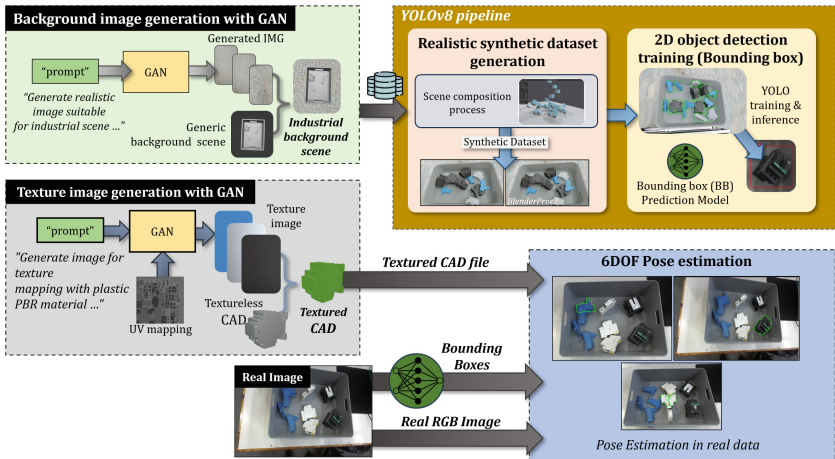 Background image generation with GAN
Generated IMG
“prompt”
GAN
"Generate realistic
image suitable
for industrial scene ..."
Generic
background scene
Industrial
background
scene
YOLOv8 pipeline
Realistic synthetic dataset
generation
Scene composition
process
Synthetic Dataset
BlenderProc2
2D object detection
training (Bounding box)
YOLO
training &
inference
Bounding box (BB)
Prediction Model
Texture image generation with GAN
“prompt”
GAN
Texture
image
"Generate image for
texture
mapping with plastic
PBR material ...”
UV mapping
Textureless
CAD
Textured
CAD
Textured CAD file
Real Image
Bounding
Boxes
Real RGB Image
6DOF Pose estimation
Pose Estimation in real data